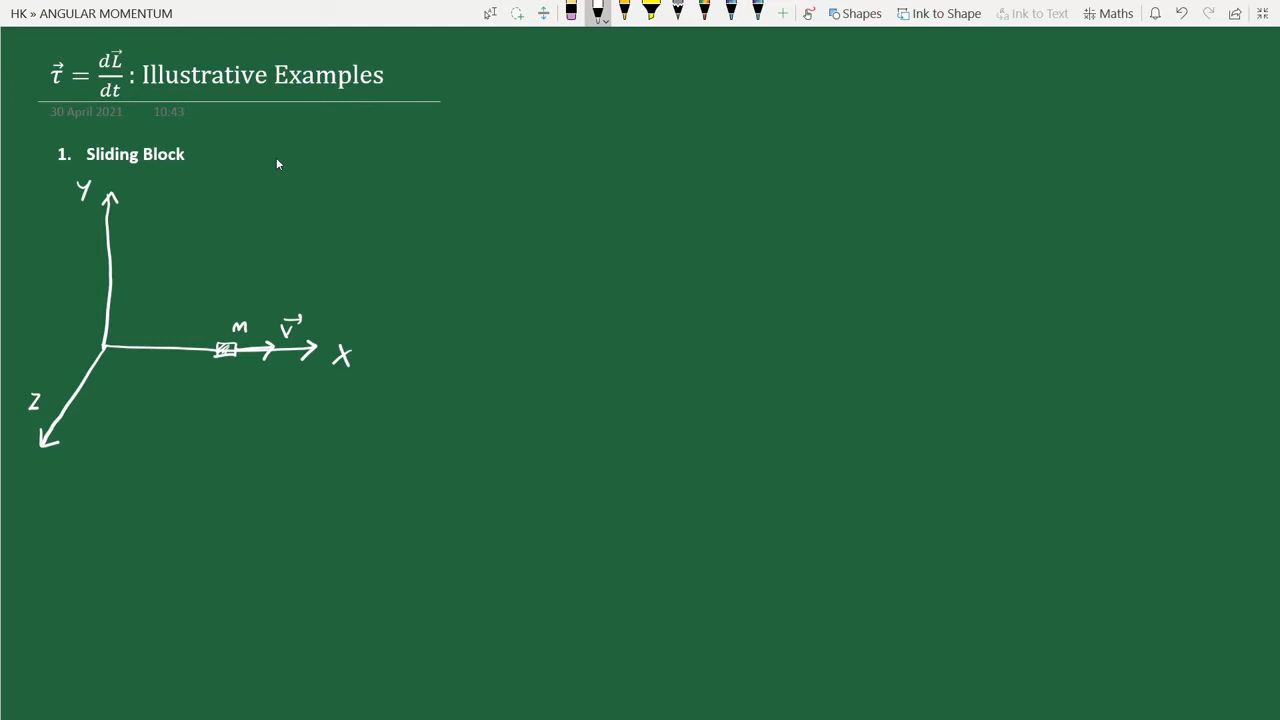 HK » ANGULAR MOMENTUM
Shapes Ink to Shape Ink to Text Maths
τ⃗ = dL⃗/dt : Illustrative Examples
30 April 2021 10:43
1. Sliding Block
Y
M v⃗
X
Z